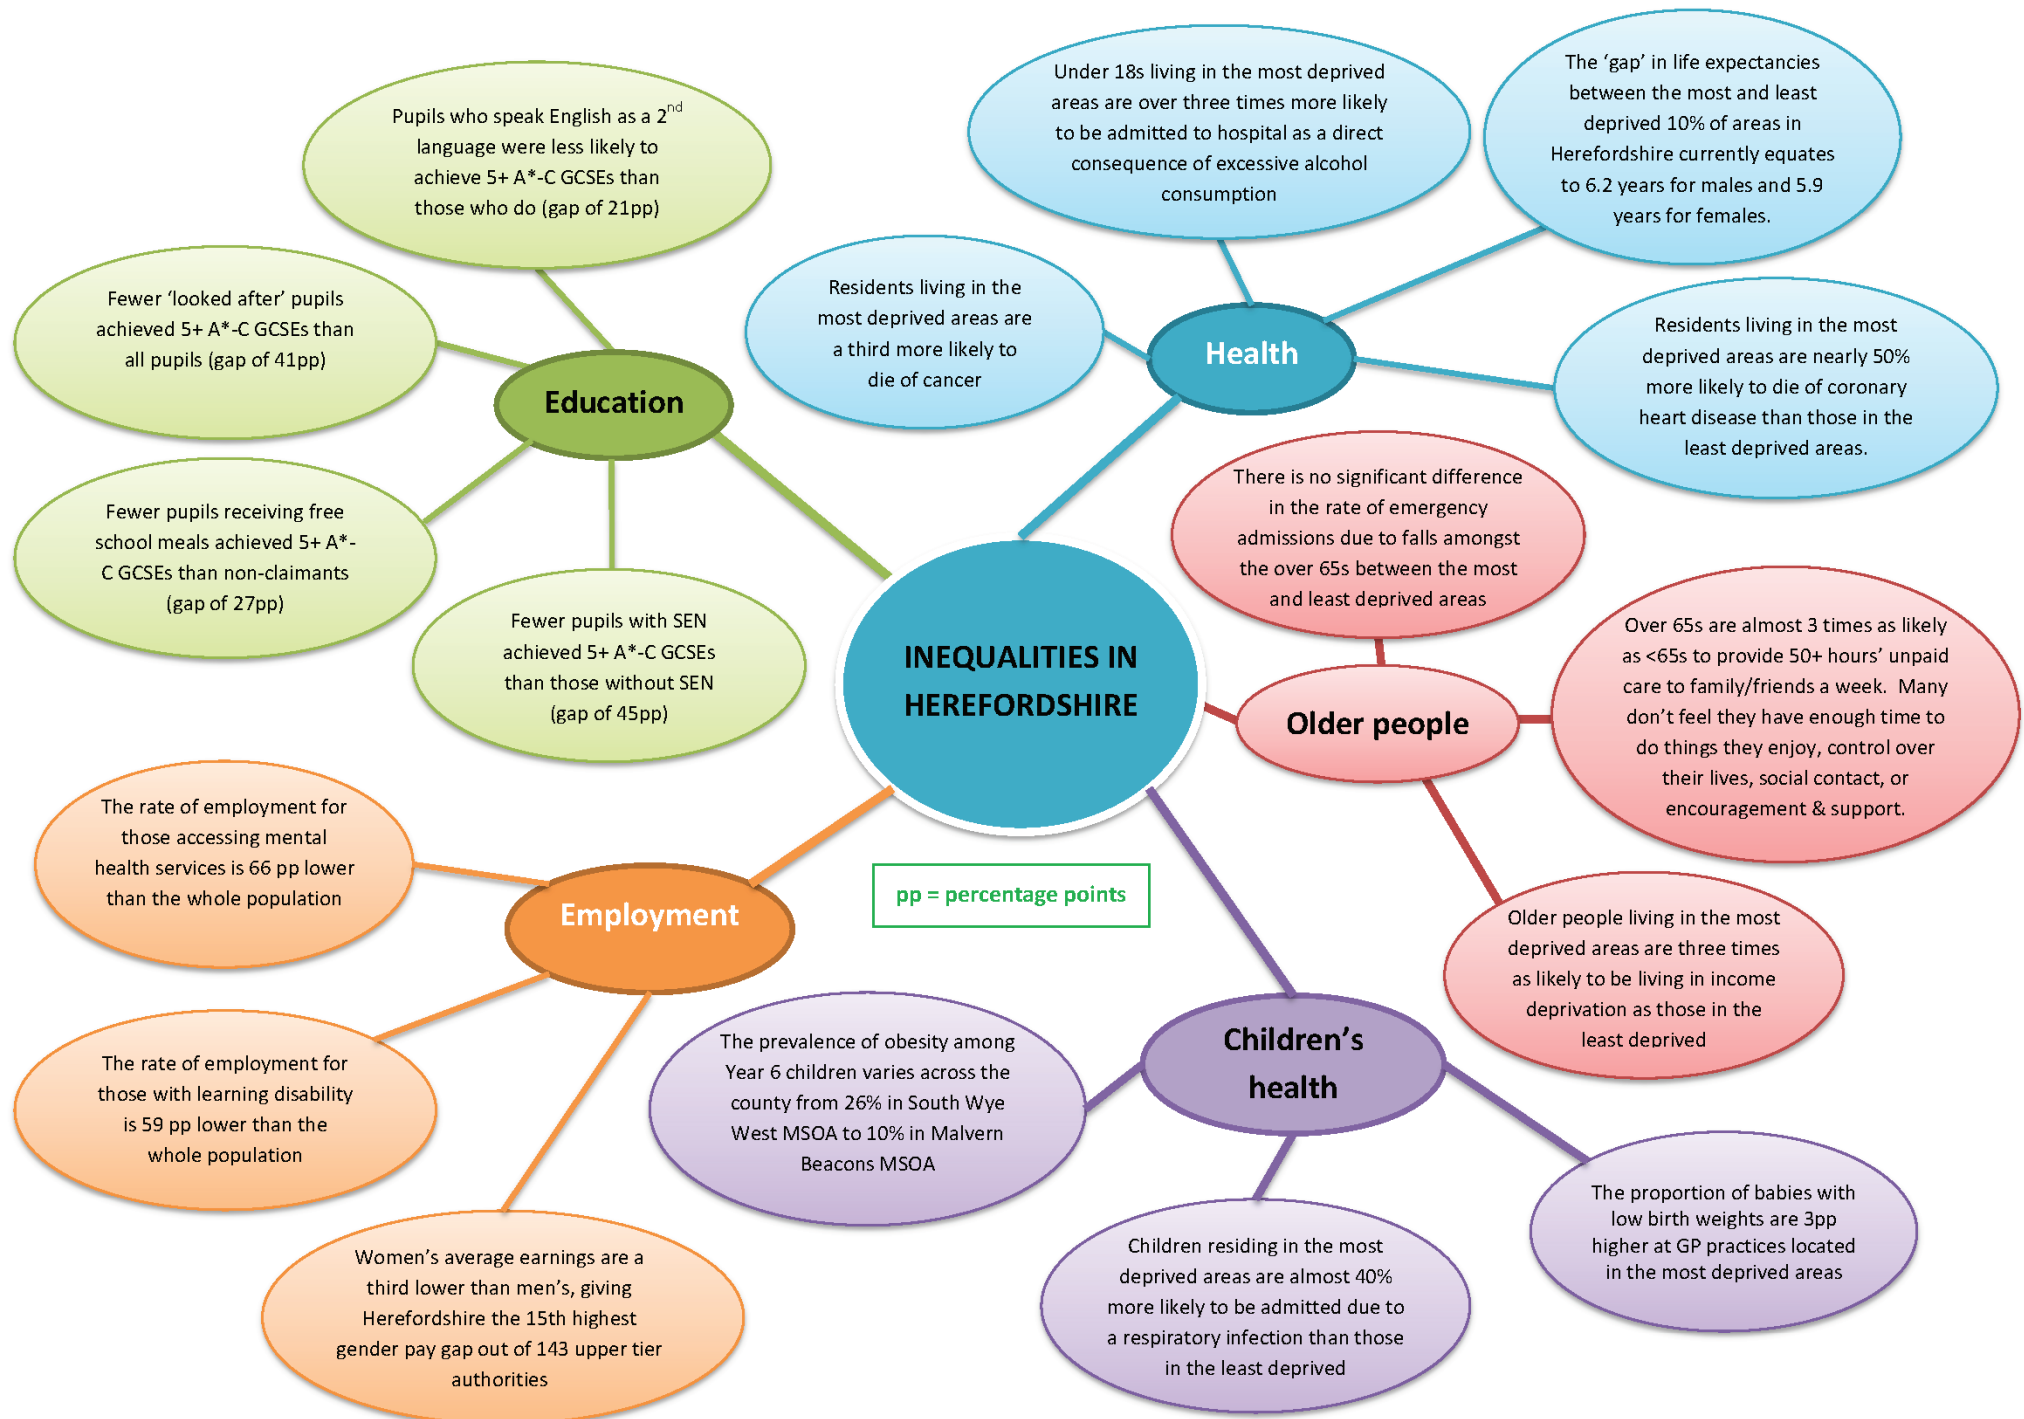 INEQUALITIES IN
HEREFORDSHIRE
pp = percentage points
Education
Pupils who speak English as a 2nd
language were less likely to
achieve 5+ A*-C GCSEs than
those who do (gap of 21pp)
Fewer ‘looked after’ pupils
achieved 5+ A*-C GCSEs than
all pupils (gap of 41pp)
Fewer pupils receiving free
school meals achieved 5+ A*-
C GCSEs than non-claimants
(gap of 27pp)
Fewer pupils with SEN
achieved 5+ A*-C GCSEs
than those without SEN
(gap of 45pp)
Health
Under 18s living in the most deprived
areas are over three times more likely
to be admitted to hospital as a direct
consequence of excessive alcohol
consumption
The ‘gap’ in life expectancies
between the most and least
deprived 10% of areas in
Herefordshire currently equates
to 6.2 years for males and 5.9
years for females.
Residents living in the
most deprived areas are
a third more likely to
die of cancer
Residents living in the most
deprived areas are nearly 50%
more likely to die of coronary
heart disease than those in the
least deprived areas.
Older people
There is no significant difference
in the rate of emergency
admissions due to falls amongst
the over 65s between the most
and least deprived areas
Over 65s are almost 3 times as likely
as <65s to provide 50+ hours’ unpaid
care to family/friends a week.  Many
don’t feel they have enough time to
do things they enjoy, control over
their lives, social contact, or
encouragement & support.
Older people living in the most
deprived areas are three times
as likely to be living in income
deprivation as those in the
least deprived
Employment
The rate of employment for
those accessing mental
health services is 66 pp lower
than the whole population
The rate of employment for
those with learning disability
is 59 pp lower than the
whole population
Women’s average earnings are a
third lower than men’s, giving
Herefordshire the 15th highest
gender pay gap out of 143 upper tier
authorities
Children’s
health
The prevalence of obesity among
Year 6 children varies across the
county from 26% in South Wye
West MSOA to 10% in Malvern
Beacons MSOA
Children residing in the most
deprived areas are almost 40%
more likely to be admitted due to
a respiratory infection than those
in the least deprived
The proportion of babies with
low birth weights are 3pp
higher at GP practices located
in the most deprived areas